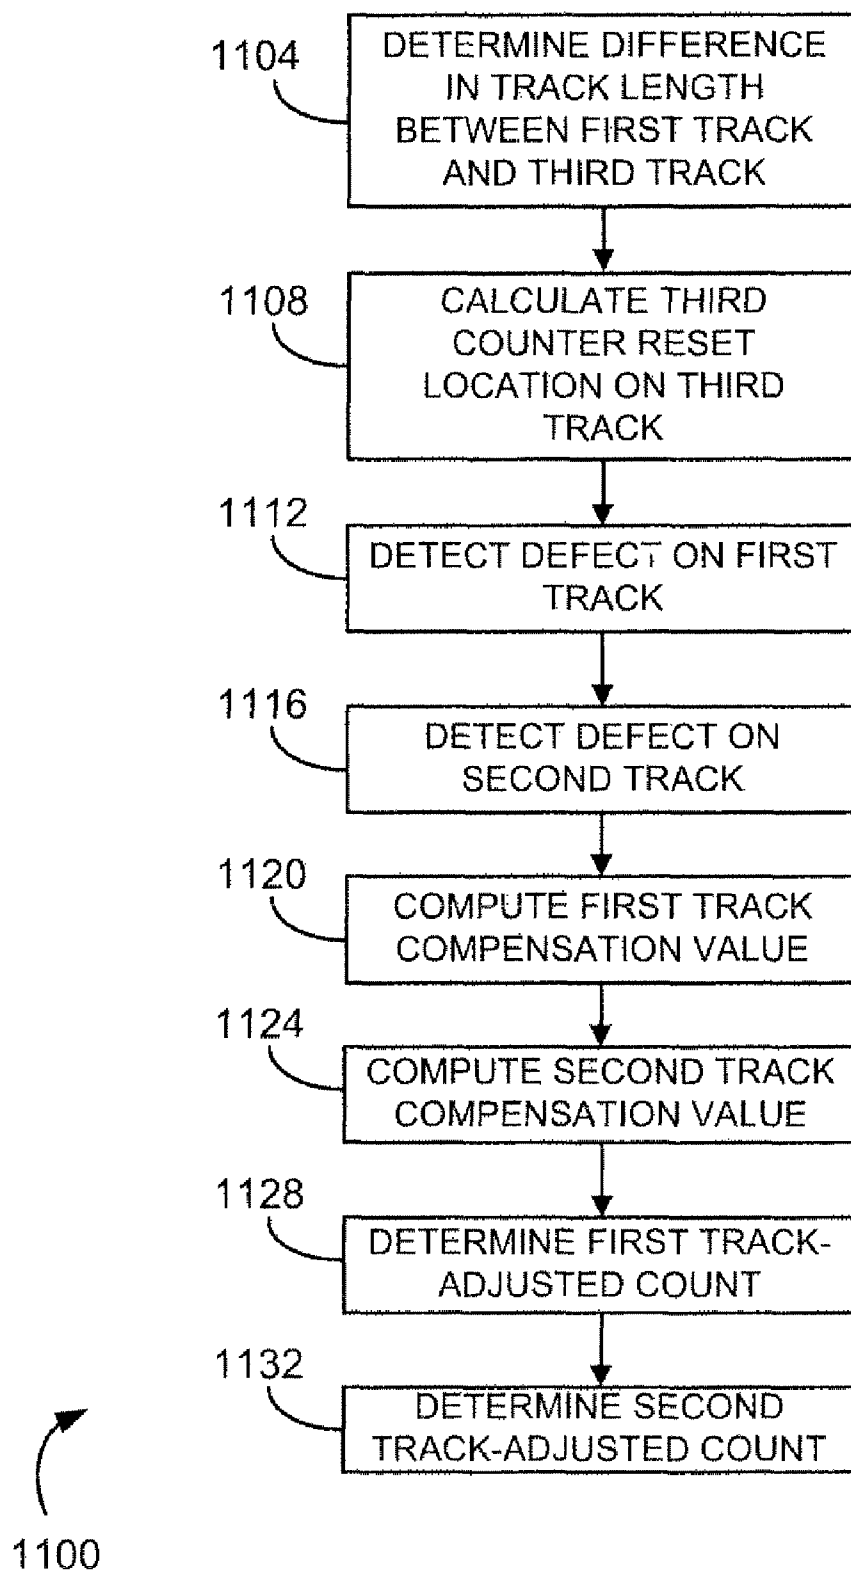 1104
DETERMINE DIFFERENCE
IN TRACK LENGTH
BETWEEN FIRST TRACK
AND THIRD TRACK
1108
CALCULATE THIRD
COUNTER RESET
LOCATION ON THIRD
TRACK
1112
DETECT DEFECT ON FIRST
TRACK
1116
DETECT DEFECT ON
SECOND TRACK
1120
COMPUTE FIRST TRACK
COMPENSATION VALUE
1124
COMPUTE SECOND TRACK
COMPENSATION VALUE
1128
DETERMINE FIRST TRACK-
ADJUSTED COUNT
1132
DETERMINE SECOND
TRACK-ADJUSTED COUNT
1100